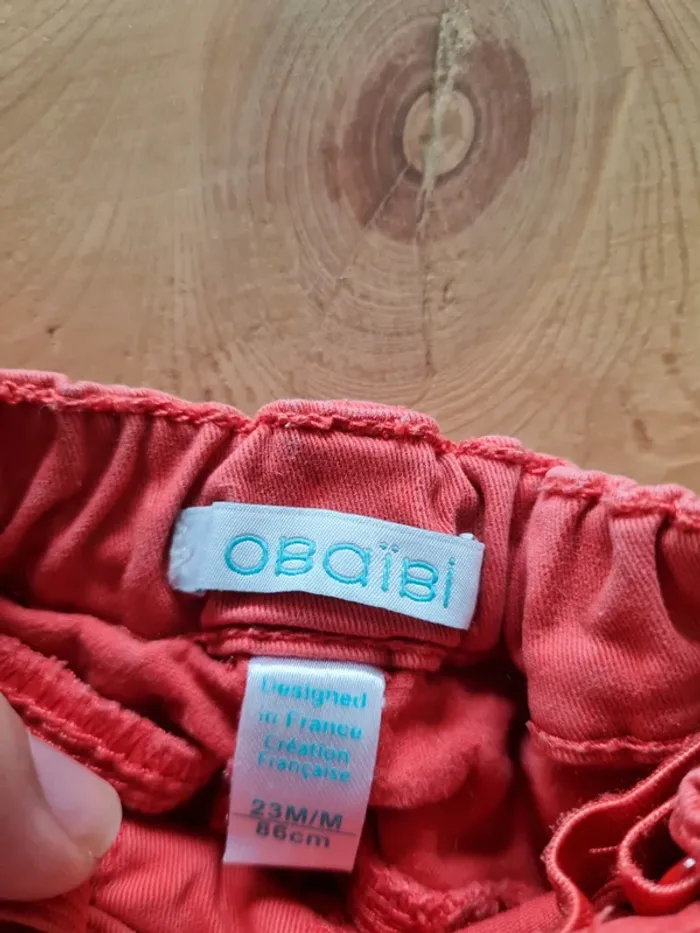 OBAÏBI
Designed
in France
Création
Française
23M/M
86cm